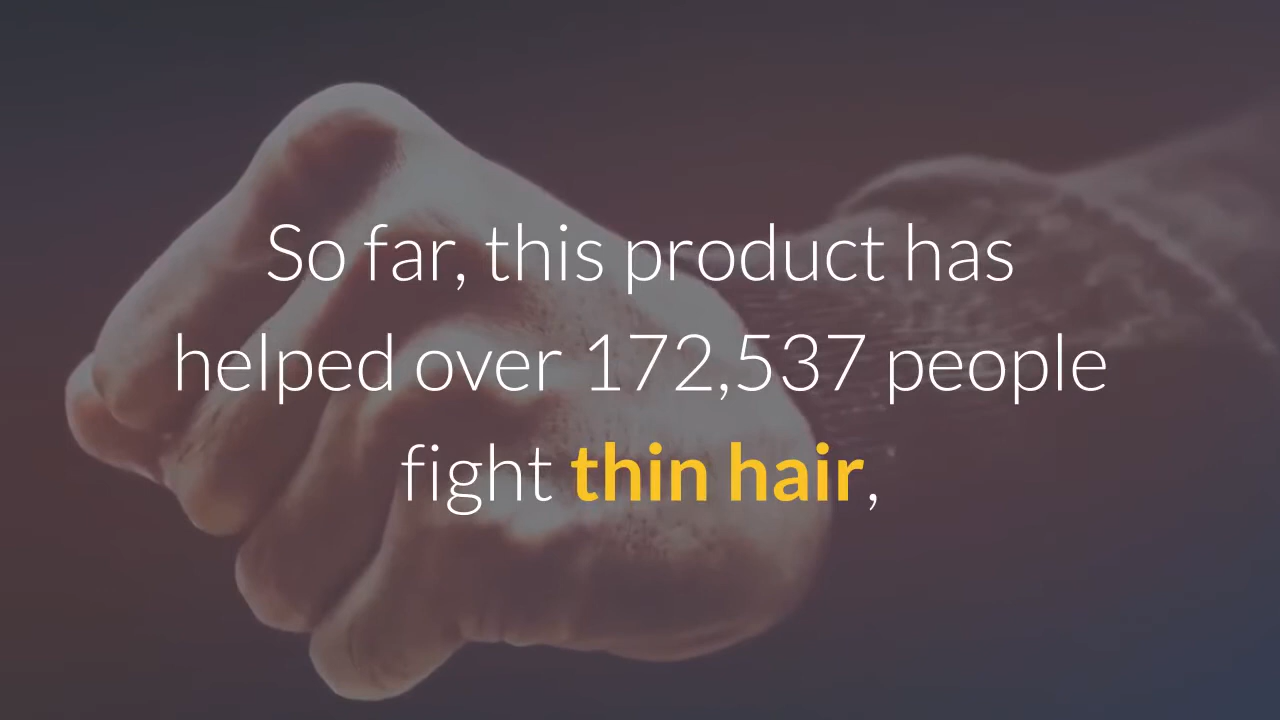 So far, this product has
helped over 172,537 people
fight thin hair,